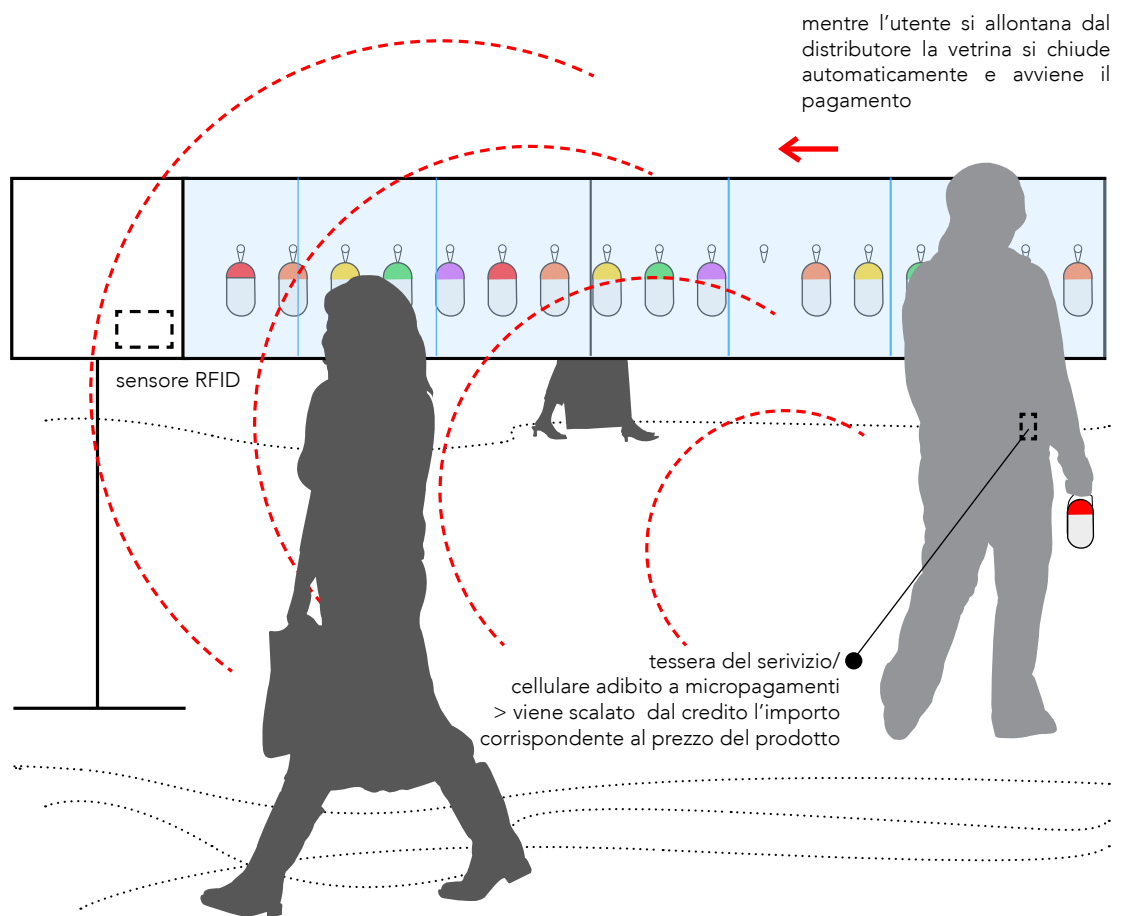 mentre l’utente si allontana dal
distributore la vetrina si chiude
automaticamente e avviene il
pagamento
sensore RFID
tessera del serivizio/
cellulare adibito a micropagamenti
> viene scalato dal credito l’importo
corrispondente al prezzo del prodotto